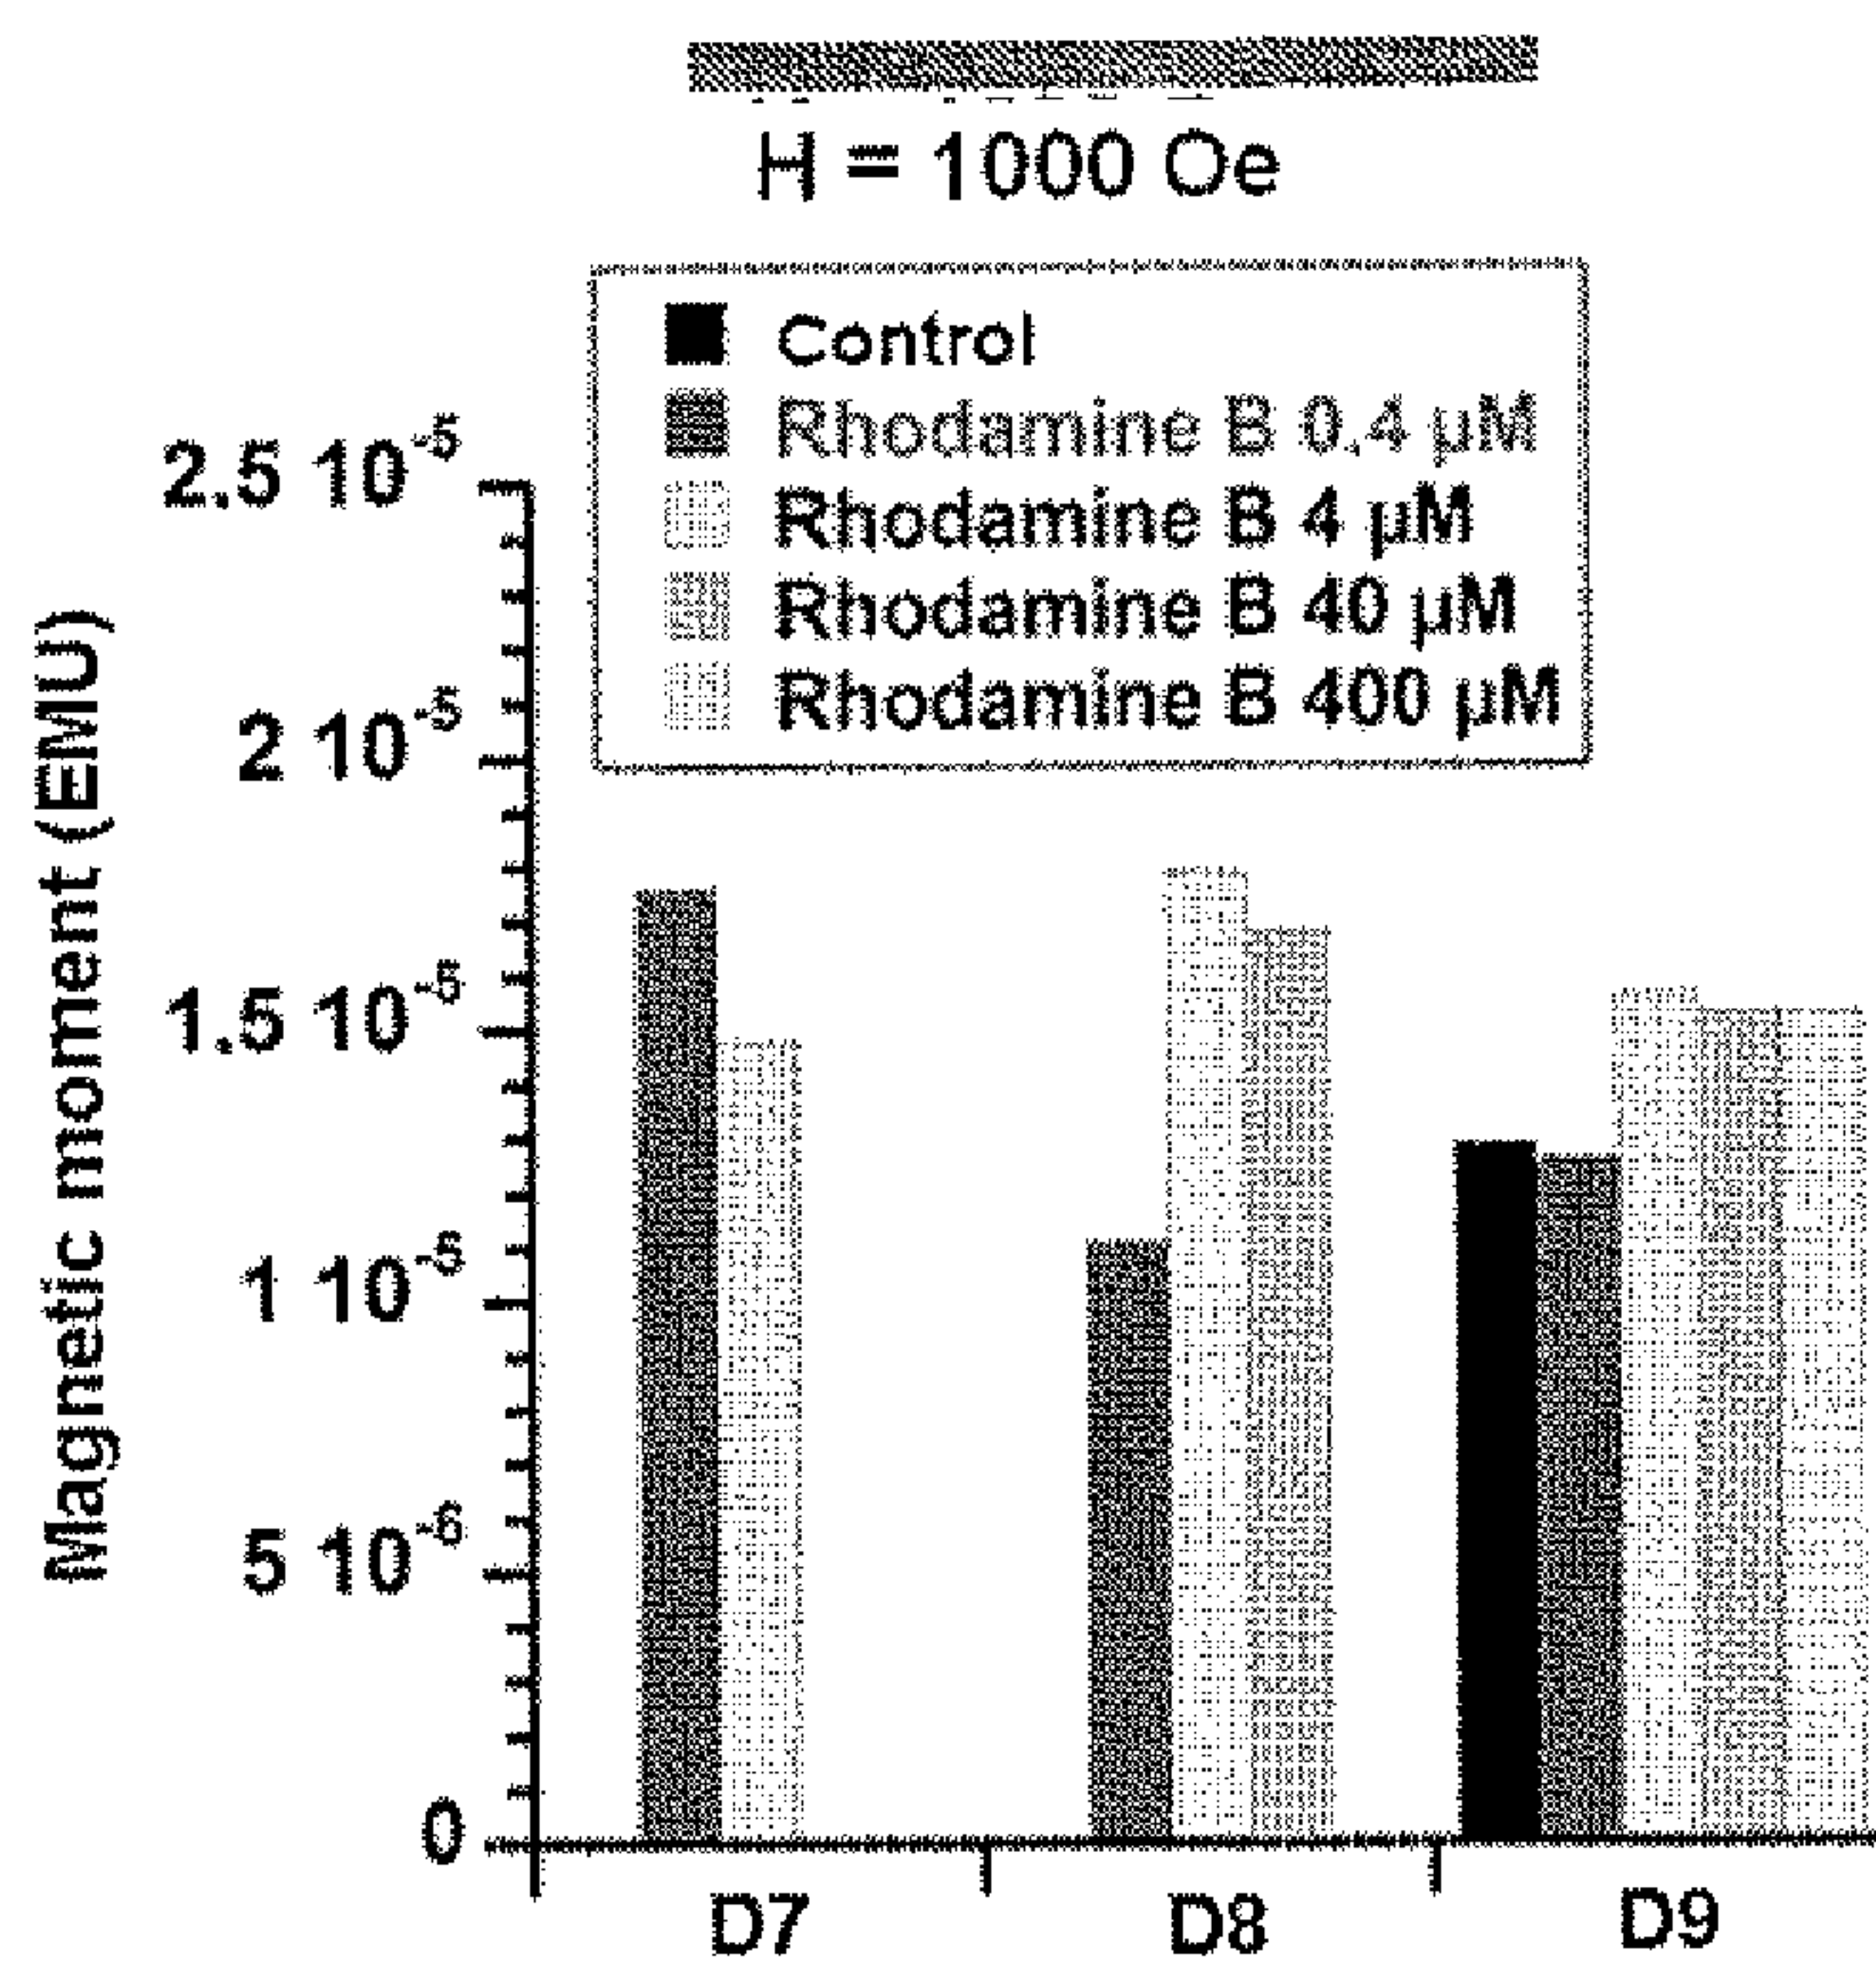 H = 1000 Oe
Control
Rhodamine B 0.4 µM
Rhodamine B 4 µM
Rhodamine B 40 µM
Rhodamine B 400 µM
Magnetic moment (EMU)
2.5 10⁻⁵
2 10⁻⁵
1.5 10⁻⁵
1 10⁻⁵
5 10⁻⁶
0
D7 D8 D9